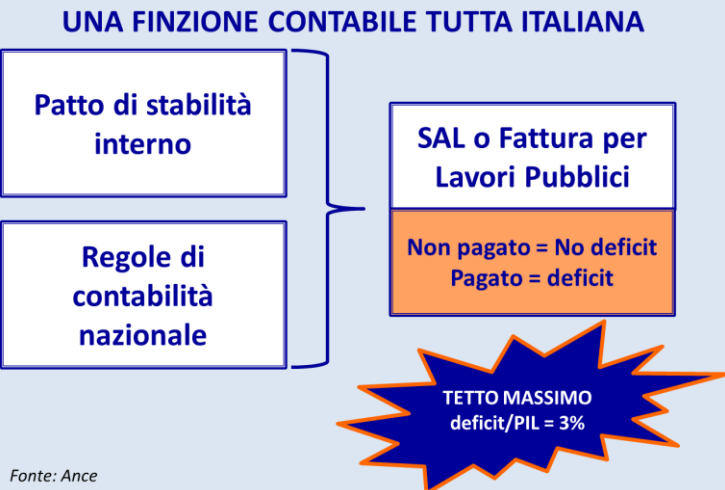 UNA FINZIONE CONTABILE TUTTA ITALIANA
Patto di stabilità
interno
Regole di
contabilità
nazionale
SAL o Fattura per
Lavori Pubblici
Non pagato = No deficit
Pagato = deficit
TETTO MASSIMO
deficit/PIL = 3%
Fonte: Ance